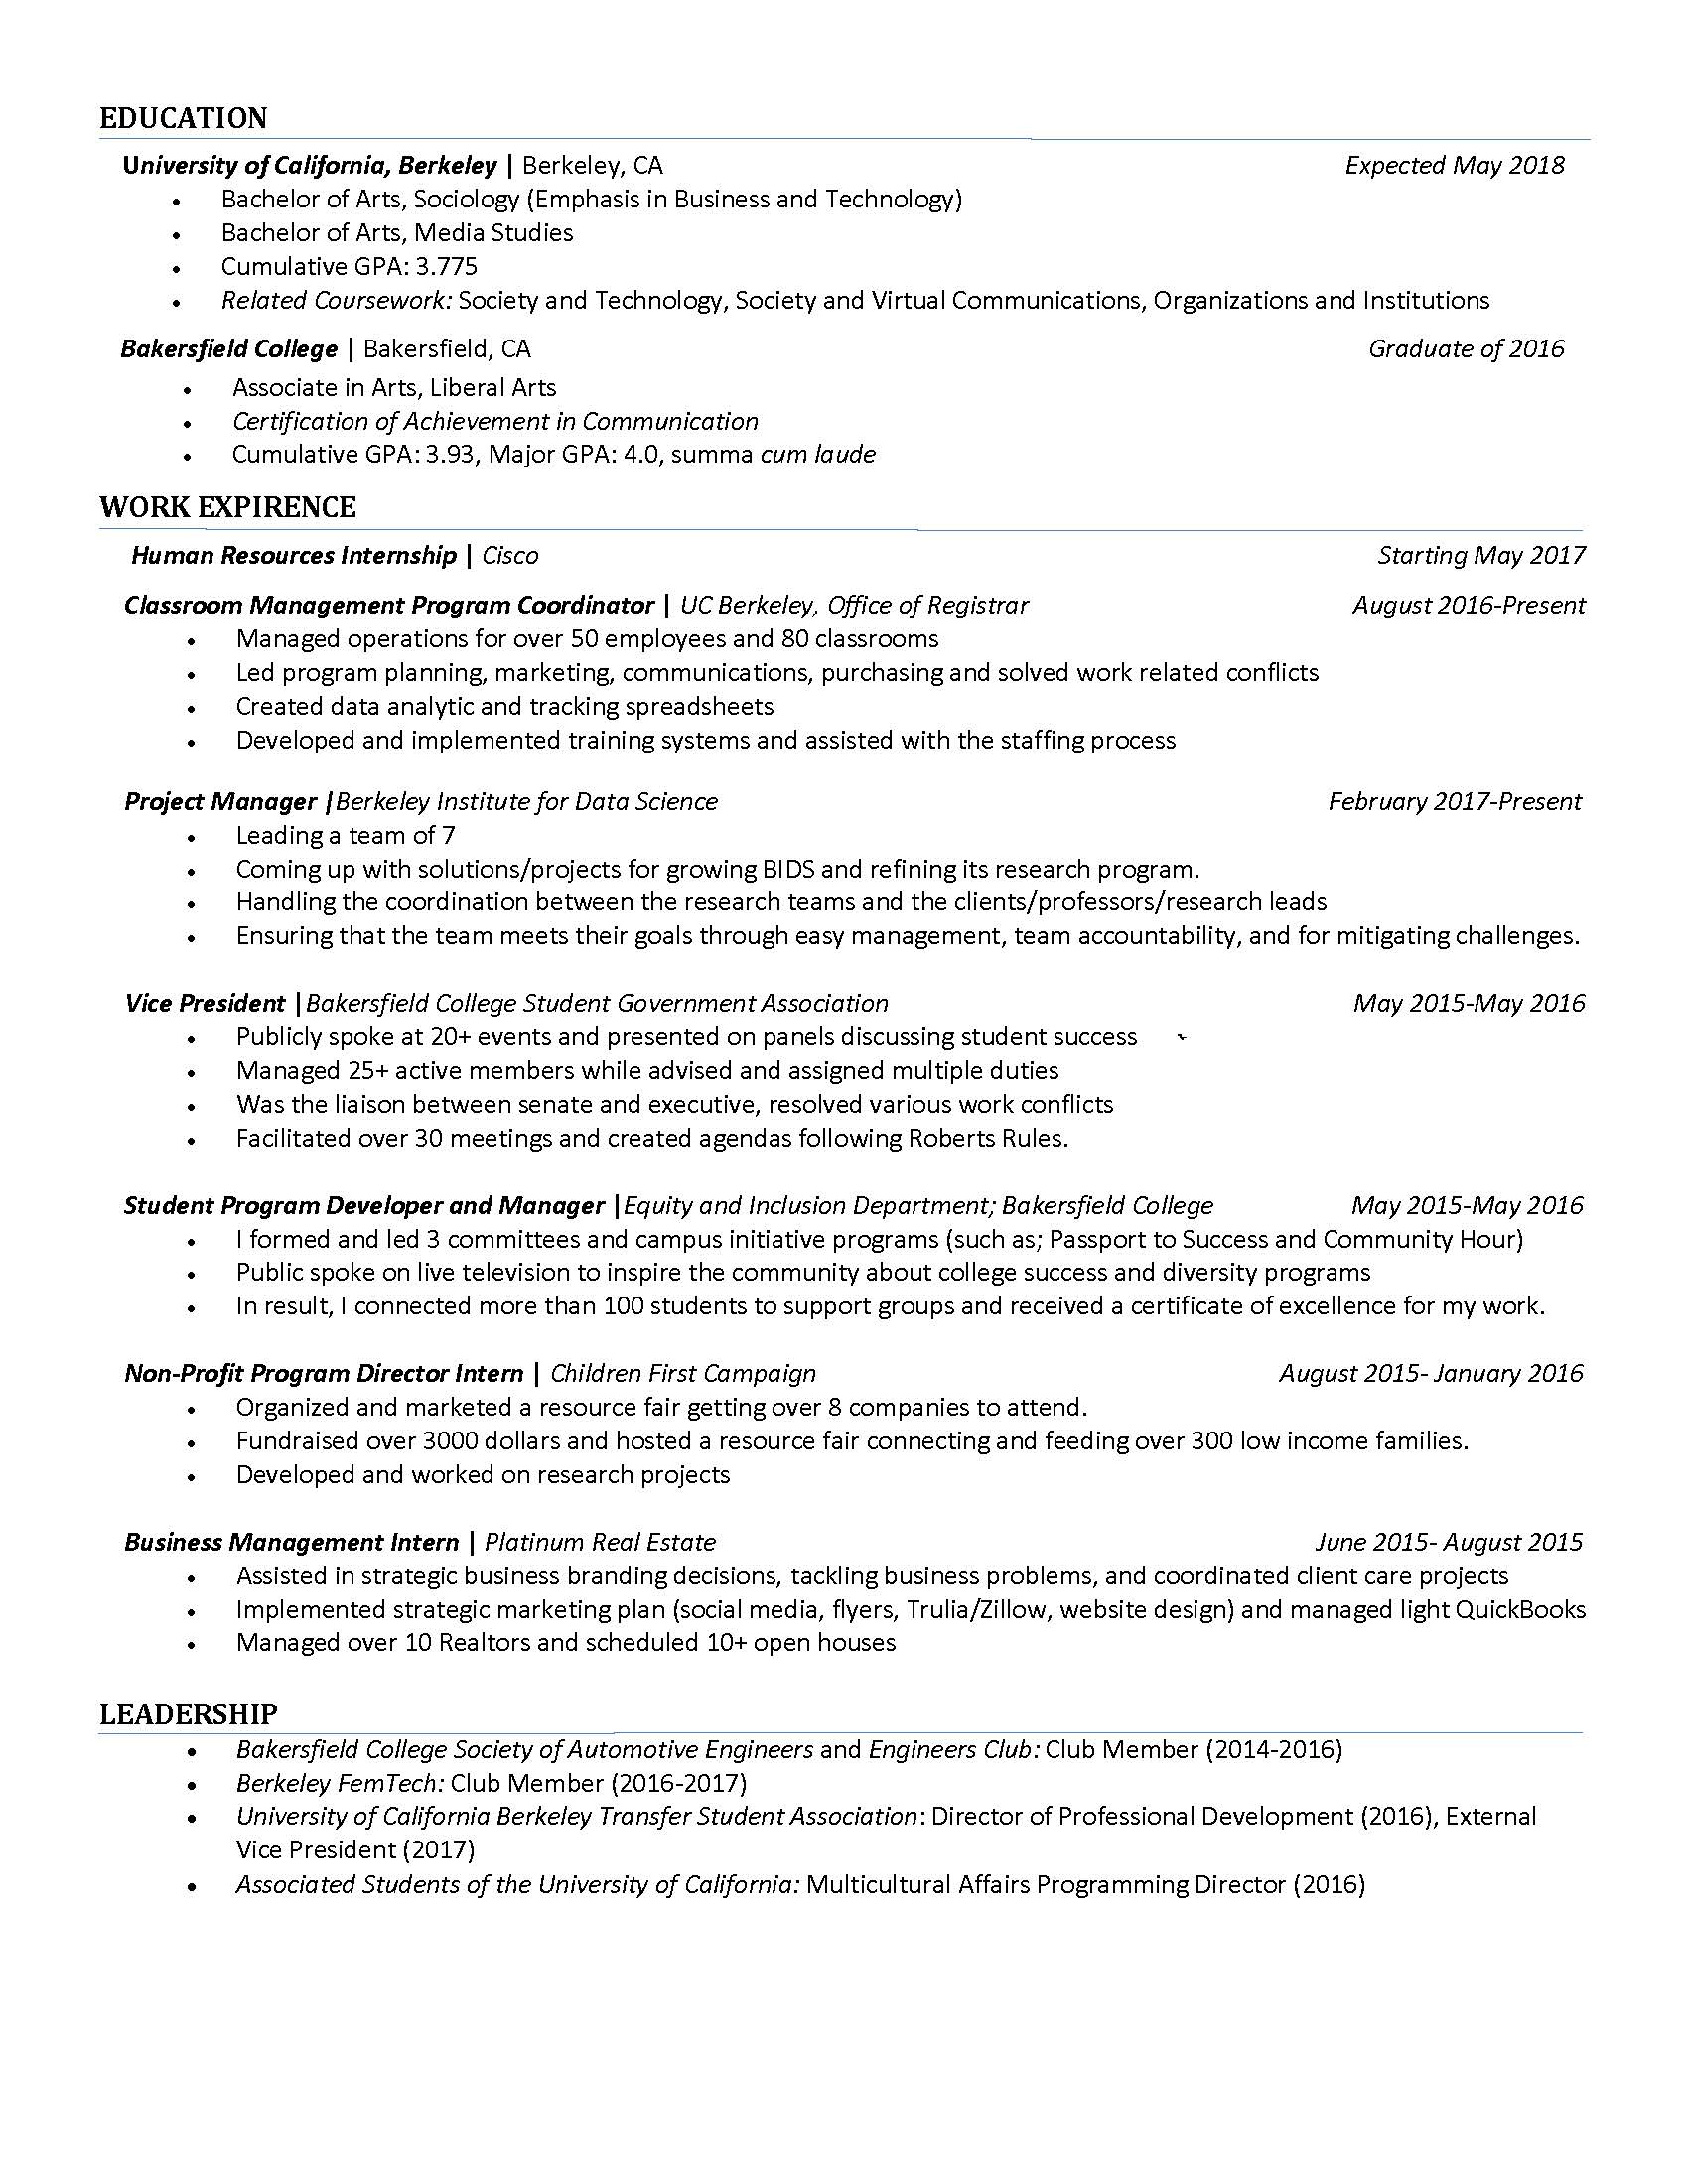 EDUCATION
University of California, Berkeley | Berkeley, CA Expected May 2018
• Bachelor of Arts, Sociology (Emphasis in Business and Technology)
• Bachelor of Arts, Media Studies
• Cumulative GPA: 3.775
• Related Coursework: Society and Technology, Society and Virtual Communications, Organizations and Institutions
Bakersfield College | Bakersfield, CA Graduate of 2016
• Associate in Arts, Liberal Arts
• Certification of Achievement in Communication
• Cumulative GPA: 3.93, Major GPA: 4.0, summa cum laude
WORK EXPIRENCE
Human Resources Internship | Cisco Starting May 2017
Classroom Management Program Coordinator | UC Berkeley, Office of Registrar August 2016-Present
• Managed operations for over 50 employees and 80 classrooms
• Led program planning, marketing, communications, purchasing and solved work related conflicts
• Created data analytic and tracking spreadsheets
• Developed and implemented training systems and assisted with the staffing process
Project Manager |Berkeley Institute for Data Science February 2017-Present
• Leading a team of 7
• Coming up with solutions/projects for growing BIDS and refining its research program.
• Handling the coordination between the research teams and the clients/professors/research leads
• Ensuring that the team meets their goals through easy management, team accountability, and for mitigating challenges.
Vice President |Bakersfield College Student Government Association May 2015-May 2016
• Publicly spoke at 20+ events and presented on panels discussing student success
• Managed 25+ active members while advised and assigned multiple duties
• Was the liaison between senate and executive, resolved various work conflicts
• Facilitated over 30 meetings and created agendas following Roberts Rules.
Student Program Developer and Manager |Equity and Inclusion Department; Bakersfield College May 2015-May 2016
• I formed and led 3 committees and campus initiative programs (such as; Passport to Success and Community Hour)
• Public spoke on live television to inspire the community about college success and diversity programs
• In result, I connected more than 100 students to support groups and received a certificate of excellence for my work.
Non-Profit Program Director Intern | Children First Campaign August 2015- January 2016
• Organized and marketed a resource fair getting over 8 companies to attend.
• Fundraised over 3000 dollars and hosted a resource fair connecting and feeding over 300 low income families.
• Developed and worked on research projects
Business Management Intern | Platinum Real Estate June 2015- August 2015
• Assisted in strategic business branding decisions, tackling business problems, and coordinated client care projects
• Implemented strategic marketing plan (social media, flyers, Trulia/Zillow, website design) and managed light QuickBooks
• Managed over 10 Realtors and scheduled 10+ open houses
LEADERSHIP
• Bakersfield College Society of Automotive Engineers and Engineers Club: Club Member (2014-2016)
• Berkeley FemTech: Club Member (2016-2017)
• University of California Berkeley Transfer Student Association: Director of Professional Development (2016), External
Vice President (2017)
• Associated Students of the University of California: Multicultural Affairs Programming Director (2016)